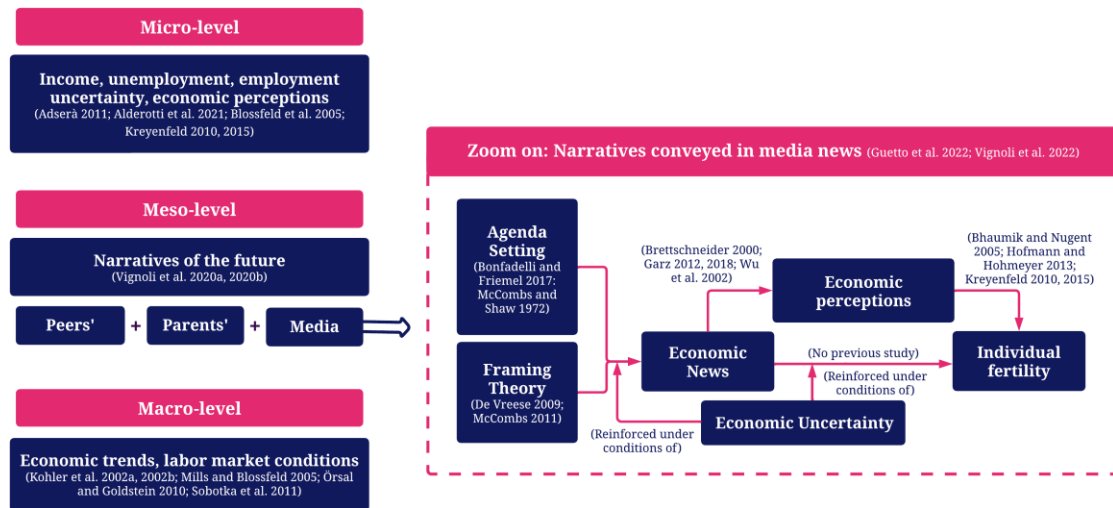 Micro-level
Income, unemployment, employment
uncertainty, economic perceptions
(Adserà 2011; Alderotti et al. 2021; Blossfeld et al. 2005;
Kreyenfeld 2010, 2015)
Meso-level
Narratives of the future
(Vignoli et al. 2020a, 2020b)
Peers'
+
Parents'
+
Media
Macro-level
Economic trends, labor market conditions
(Kohler et al. 2002a, 2002b; Mills and Blossfeld 2005; Örsal
and Goldstein 2010; Sobotka et al. 2011)
Zoom on: Narratives conveyed in media news (Guetto et al. 2022; Vignoli et al. 2022)
Agenda
Setting
(Bonfadelli and
Friemel 2017:
McCombs and
Shaw 1972)
Framing
Theory
(De Vreese 2009;
McCombs 2011)
(Brettschneider 2000;
Garz 2012, 2018; Wu
et al. 2002)
Economic
perceptions
(Bhaumik and Nugent
2005; Hofmann and
Hohmeyer 2013;
Kreyenfeld 2010, 2015)
Economic
News
(No previous study)
(Reinforced under
conditions of)
Individual
fertility
Economic Uncertainty
(Reinforced under
conditions of)